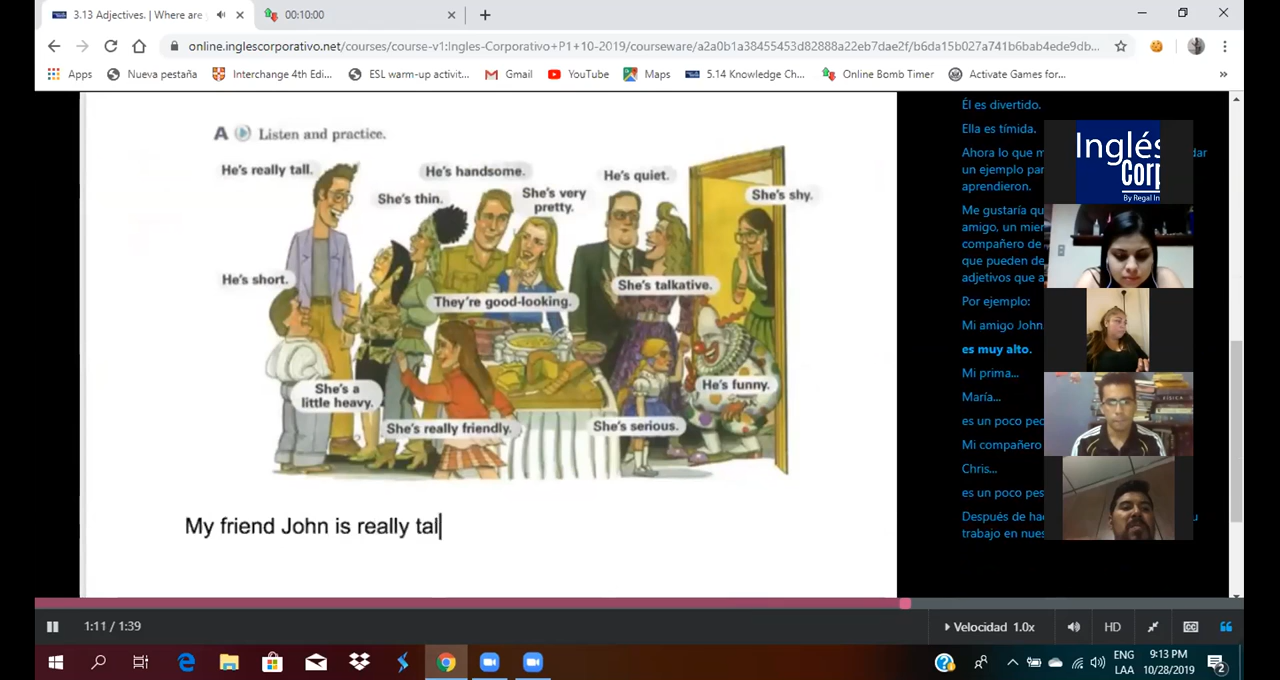 3.13 Adjectives. | Where are
00:10:00
online.inglescorporativo.net/courses/course-v1:Ingles-Corporativo+P1+10-2019/courseware/a2a0b1a38455453d82888a22eb7dae2f/b6da15b027a741b6bab4ede9db...
Apps
Nueva pestaña
Interchange 4th Edi...
ESL warm-up activit...
Gmail
YouTube
Maps
5.14 Knowledge Ch...
Online Bomb Timer
Activate Games for...
»
A Listen and practice.
He's really tall.
He's handsome.
She's thin.
She's very
pretty.
He's quiet.
She's shy.
He's short.
They're good-looking.
She's talkative.
She's a
little heavy.
He's funny.
She's really friendly.
She's serious.
My friend John is really tal
Él es divertido.
Ella es tímida.
Ahora lo que m
dar
un ejemplo par
aprendieron.
Me gustaría qu
amigo, un mier
compañero de
que pueden de
adjetivos que a
Por ejemplo:
Mi amigo John
es muy alto.
Mi prima...
María...
es un poco peq
Mi compañero
Chris...
es un poco pes
Después de ha
u
trabajo en nues
Inglés
Corp
By Regal In
1:11 / 1:39
Velocidad 1.0x
HD
CC
ENG
LAA
9:13 PM
10/28/2019
2